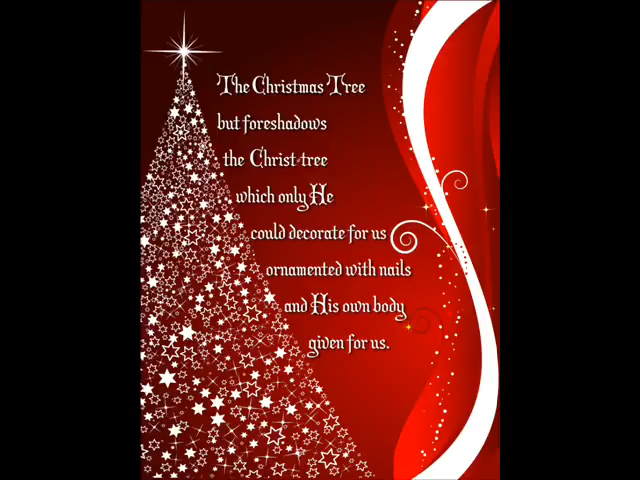 The Christmas Tree
but foreshadows
the Christ-tree
which only He
could decorate for us
ornamented with nails
and His own body
given for us.